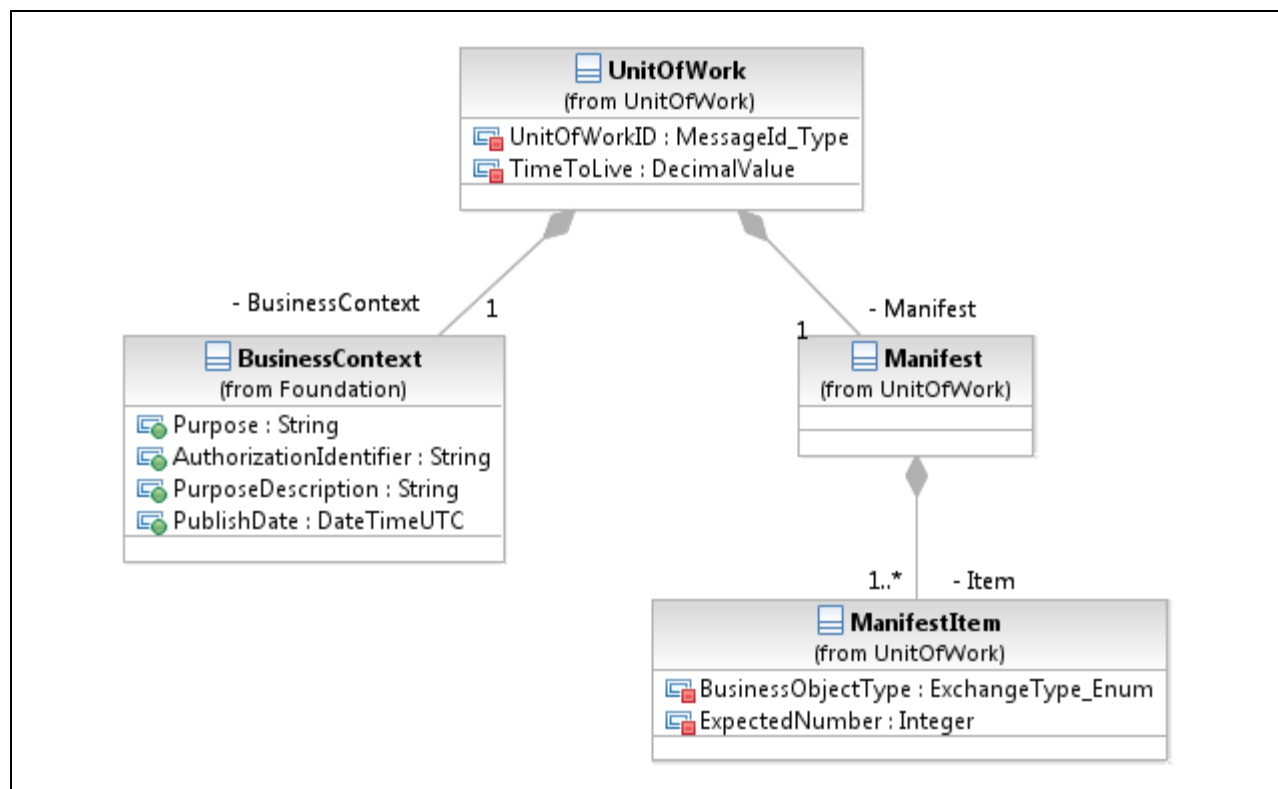 UnitOfWork
(from UnitOfWork)
UnitOfWorkID : MessageId_Type
TimeToLive : DecimalValue
- BusinessContext
1
- Manifest
1
BusinessContext
(from Foundation)
Purpose : String
AuthorizationIdentifier : String
PurposeDescription : String
PublishDate : DateTimeUTC
Manifest
(from UnitOfWork)
1..*
- Item
ManifestItem
(from UnitOfWork)
BusinessObjectType : ExchangeType_Enum
ExpectedNumber : Integer